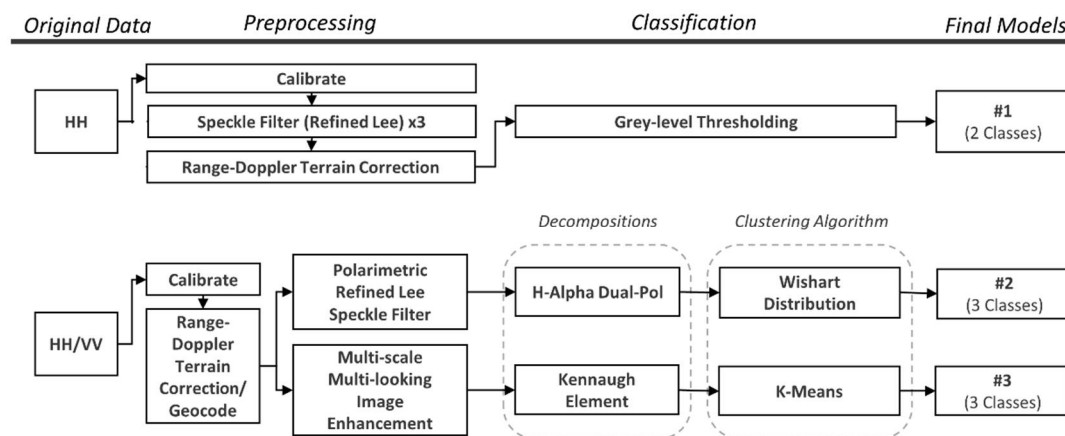 Original Data
Preprocessing
Classification
Final Models
Calibrate
HH
Speckle Filter (Refined Lee) x3
Range-Doppler Terrain Correction
Grey-level Thresholding
#1
(2 Classes)
Decompositions
Clustering Algorithm
HH/VV
Calibrate
Range-
Doppler
Terrain
Correction/
Geocode
Polarimetric
Refined Lee
Speckle Filter
H-Alpha Dual-Pol
Wishart
Distribution
#2
(3 Classes)
Multi-scale
Multi-looking
Image
Enhancement
Kennaugh
Element
K-Means
#3
(3 Classes)